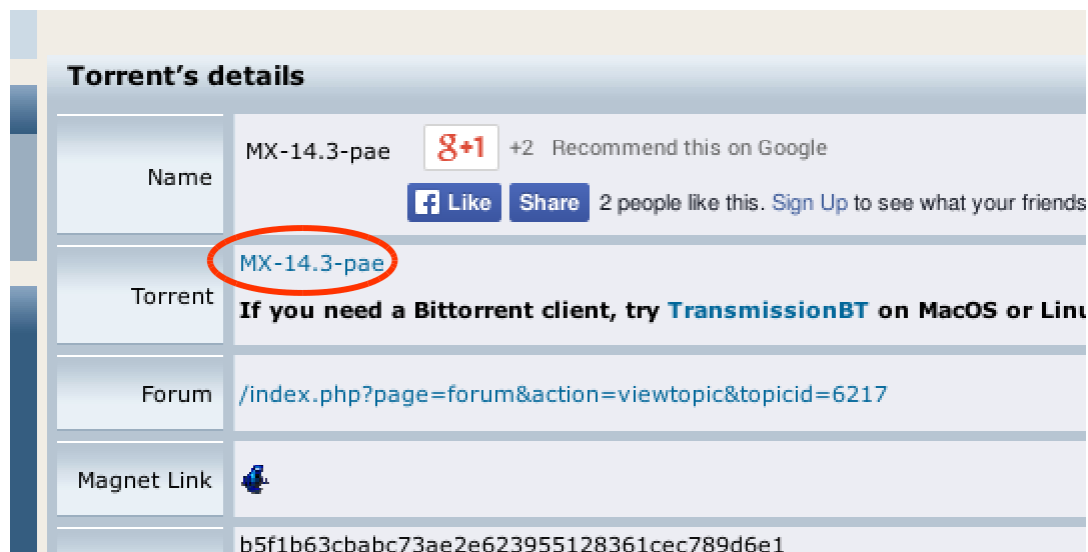 Torrent's details
Name
MX-14.3-pae
g+1
+2 Recommend this on Google
Like
Share
2 people like this. Sign Up to see what your friends
Torrent
MX-14.3-pae
If you need a Bittorrent client, try TransmissionBT on MacOS or
Forum
/index.php?page=forum&action=viewtopic&topicid=6217
Magnet Link
b5f1b63cbabc73ae2e623955128361cec789d6e1